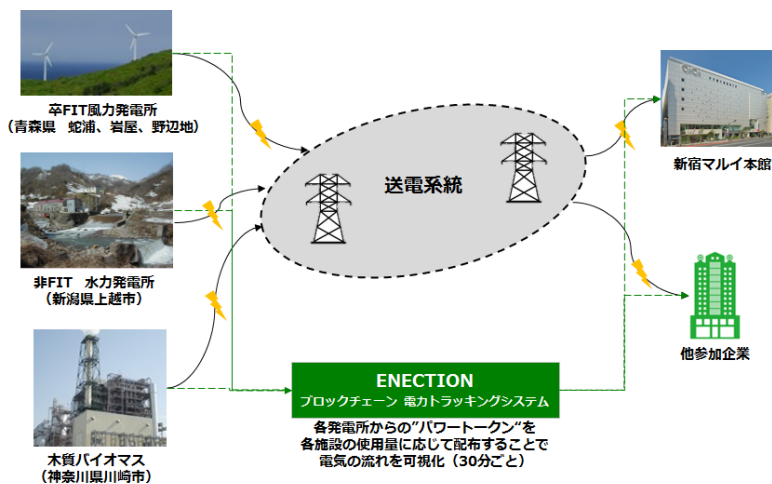 卒FIT風力発電所
（青森県　蛇浦、岩屋、野辺地）
非FIT　水力発電所
（新潟県上越市）
木質バイオマス
（神奈川県川崎市）
送電系統
OIOI
新宿マルイ本館
他参加企業
ENECTION
ブロックチェーン 電力トラッキングシステム
各発電所からの”パワートークン“を
各施設の使用量に応じて配布することで
電気の流れを可視化（30分ごと）